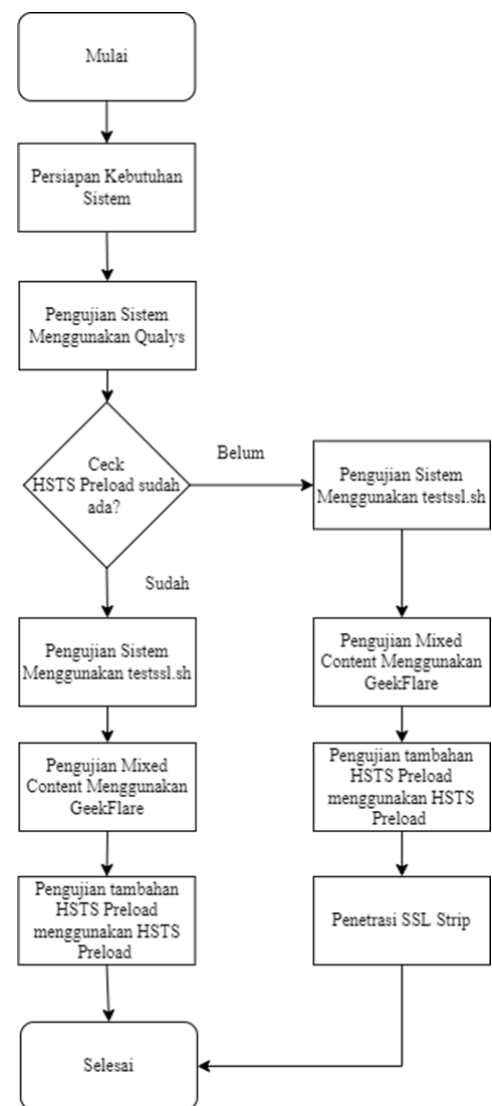 Mulai
Persiapan Kebutuhan
Sistem
Pengujian Sistem
Menggunakan Qualys
Ceck
HSTS Preload sudah
ada?
Belum
Pengujian Sistem
Menggunakan testssl.sh
Pengujian Mixed
Content Menggunakan
GeekFlare
Pengujian tambahan
HSTS Preload
menggunakan HSTS
Preload
Penetrasi SSL Strip
Sudah
Pengujian Sistem
Menggunakan testssl.sh
Pengujian Mixed
Content Menggunakan
GeekFlare
Pengujian tambahan
HSTS Preload
menggunakan HSTS
Preload
Selesai